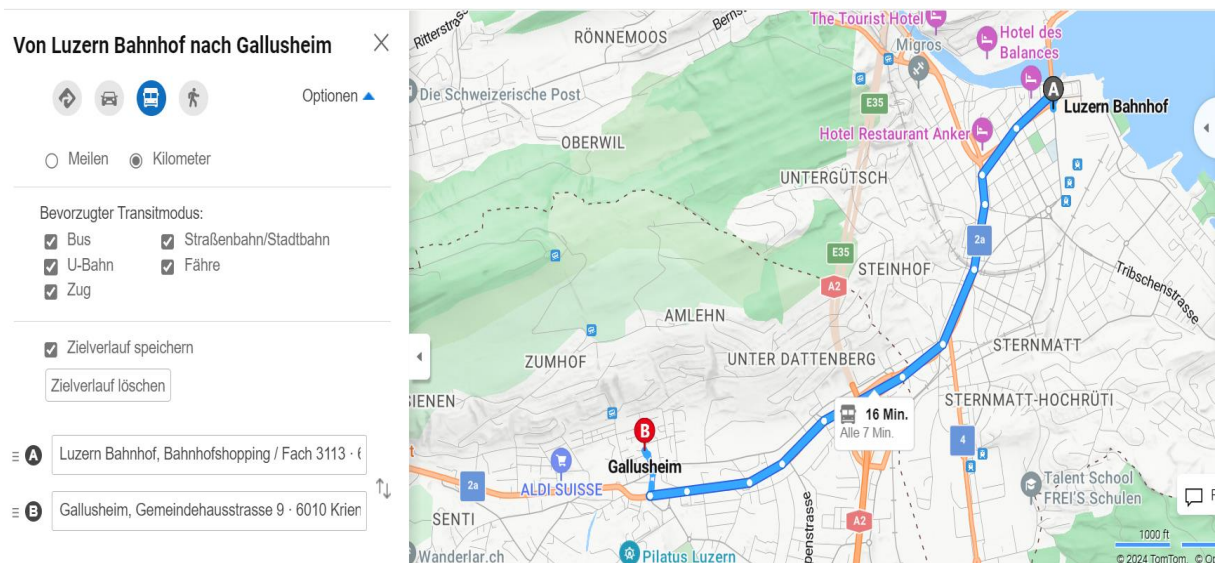 Von Luzern Bahnhof nach Gallusheim
Optionen
Meilen
Kilometer
Bevorzugter Transitmodus:
Bus
Straßenbahn/Stadtbahn
U-Bahn
Fähre
Zug
Zielverlauf speichern
Zielverlauf löschen
A
Luzern Bahnhof, Bahnhofshopping / Fach 3113 ·
B
Gallusheim, Gemeindehausstrasse 9 · 6010 Krien
Ritterstrasse
RÖNNEMOOS
The Tourist Hotel
Migros
Hotel des
Balances
Die Schweizerische Post
E35
A
Luzern Bahnhof
Hotel Restaurant Anker
OBERWIL
UNTERGÜTSCH
2a
E35
STEINHOF
A2
Tribschenstrasse
AMLEHN
ZUMHOF
UNTER DATTENBERG
STERNMATT
SIENEN
STERNMATT-HOCHRÜTI
16 Min.
Alle 7 Min.
B
Gallusheim
4
2a
ALDI SUISSE
Talent School
FREI'S Schulen
SENTI
A2
Wanderlar.ch
Pilatus Luzern
1000 ft
© 2024 TomTom